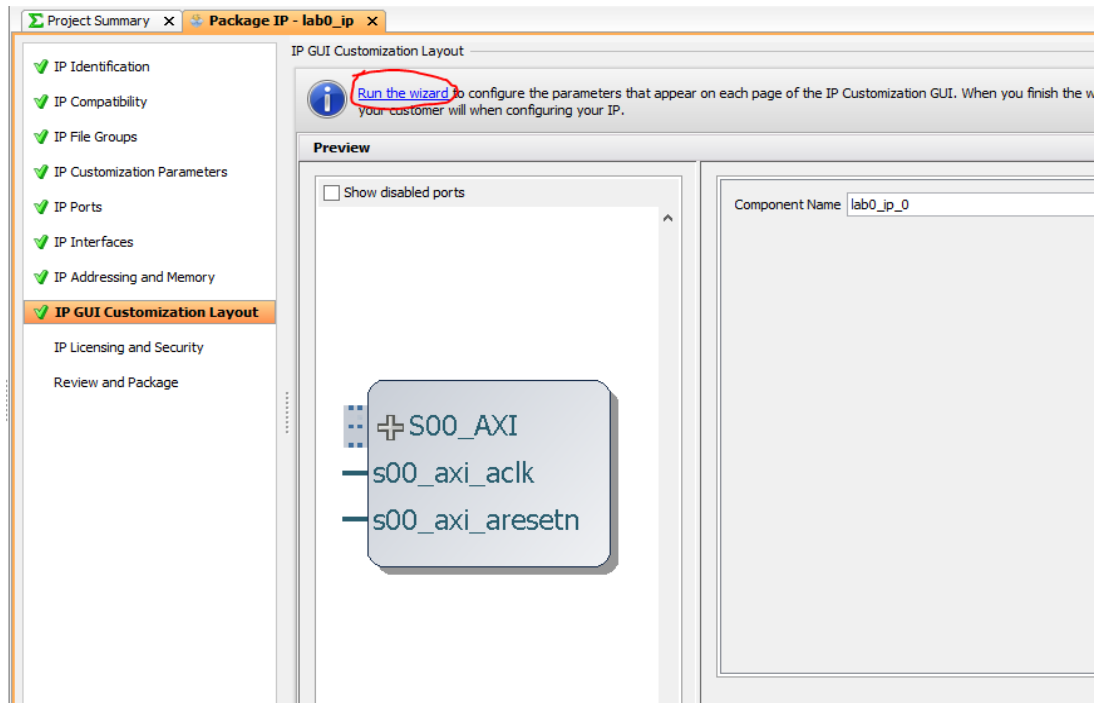 Project Summary
Package IP - lab0_ip
IP Identification
IP Compatibility
IP File Groups
IP Customization Parameters
IP Ports
IP Interfaces
IP Addressing and Memory
IP GUI Customization Layout
IP Licensing and Security
Review and Package
IP GUI Customization Layout
Run the wizard to configure the parameters that appear on each page of the IP Customization GUI. When you finish the w
your customer will when configuring your IP.
Preview
Show disabled ports
S00_AXI
s00_axi_aclk
s00_axi_aresetn
Component Name lab0_ip_0